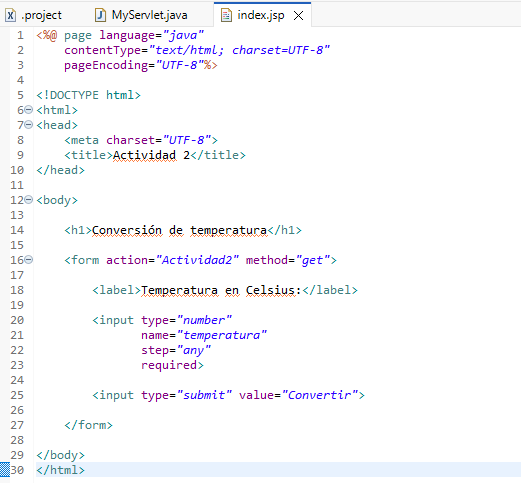 .project MyServlet.java index.jsp
1 <%@ page language="java"
2 contentType="text/html; charset=UTF-8"
3 pageEncoding="UTF-8"%>
4
5 <!DOCTYPE html>
6 <html>
7 <head>
8 <meta charset="UTF-8">
9 <title>Actividad 2</title>
10 </head>
11
12 <body>
13
14 <h1>Conversión de temperatura</h1>
15
16 <form action="Actividad2" method="get">
17
18 <label>Temperatura en Celsius:</label>
19
20 <input type="number"
21 name="temperatura"
22 step="any"
23 required>
24
25 <input type="submit" value="Convertir">
26
27 </form>
28
29 </body>
30 </html>